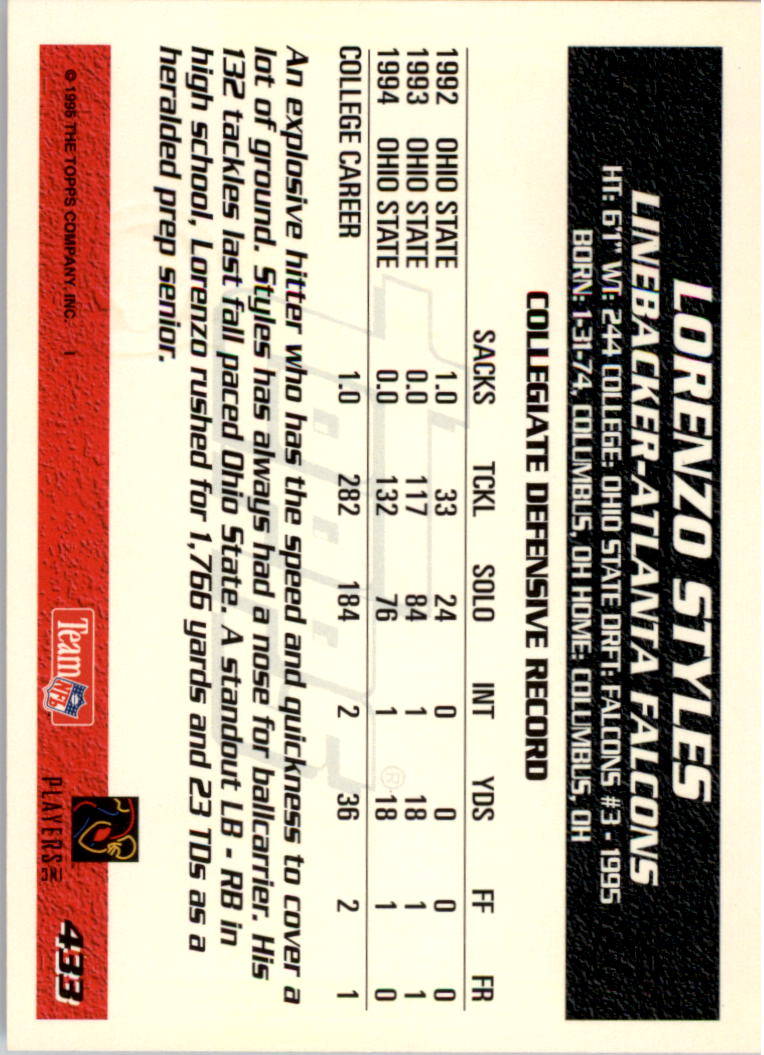 LORENZO STYLES
LINEBACKER-ATLANTA FALCONS
HT: 6'1" WT: 244 COLLEGE: OHIO STATE DRFT: FALCONS #3 - 1995
BORN: 1-31-74, COLUMBUS, OH HOME: COLUMBUS, OH
COLLEGIATE DEFENSIVE RECORD
SACKS TCKL SOLO INT YDS FF FR
1992 OHIO STATE 1.0 33 24 0 0 0 0
1993 OHIO STATE 0.0 117 84 1 18 1 1
1994 OHIO STATE 0.0 132 76 1 18 1 0
COLLEGE CAREER 1.0 282 184 2 36 2 1
An explosive hitter who has the speed and quickness to cover a
lot of ground. Styles has always had a nose for ballcarrier. His
132 tackles last fall paced Ohio State. A standout LB - RB in
high school, Lorenzo rushed for 1,766 yards and 23 TDs as a
heralded prep senior.
© 1995 THE TOPPS COMPANY, INC. 1
Team NFL
PLAYERS INC
433
Topps ®